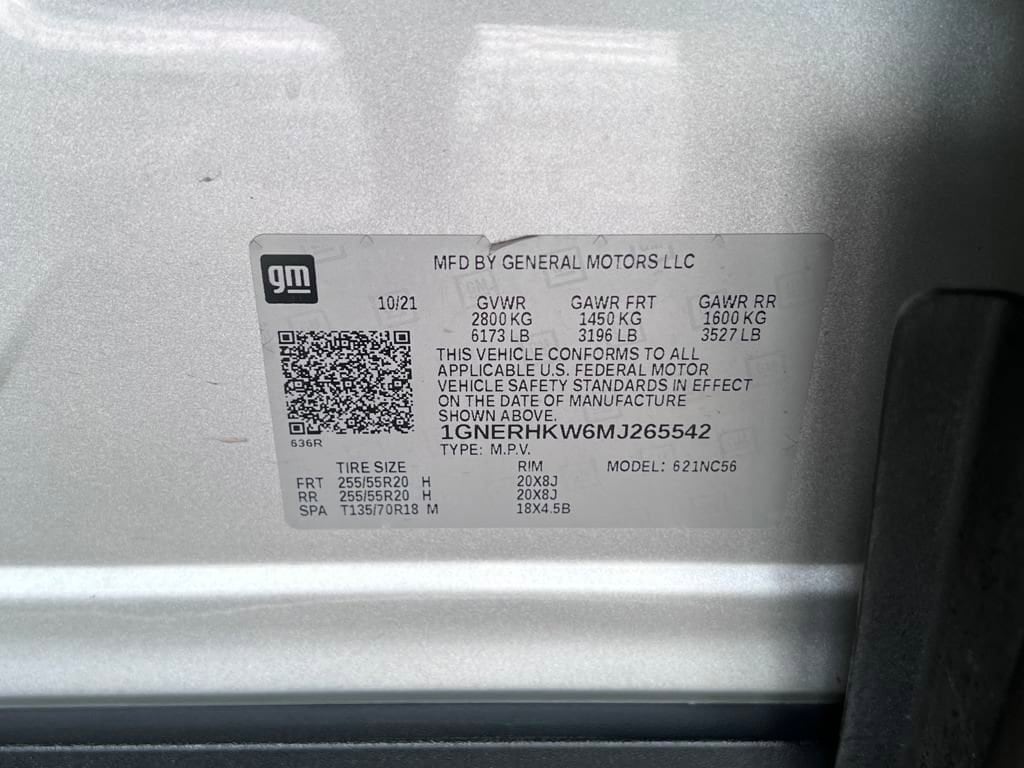 gm
MFD BY GENERAL MOTORS LLC
10/21 GVWR GAWR FRT GAWR RR
2800 KG 1450 KG 1600 KG
6173 LB 3196 LB 3527 LB
THIS VEHICLE CONFORMS TO ALL
APPLICABLE U.S. FEDERAL MOTOR
VEHICLE SAFETY STANDARDS IN EFFECT
ON THE DATE OF MANUFACTURE
SHOWN ABOVE.
636R
1GNERHKW6MJ265542
TYPE: M.P.V.
TIRE SIZE RIM MODEL: 621NC56
FRT 255/55R20 H 20X8J
RR 255/55R20 H 20X8J
SPA T135/70R18 M 18X4.5B